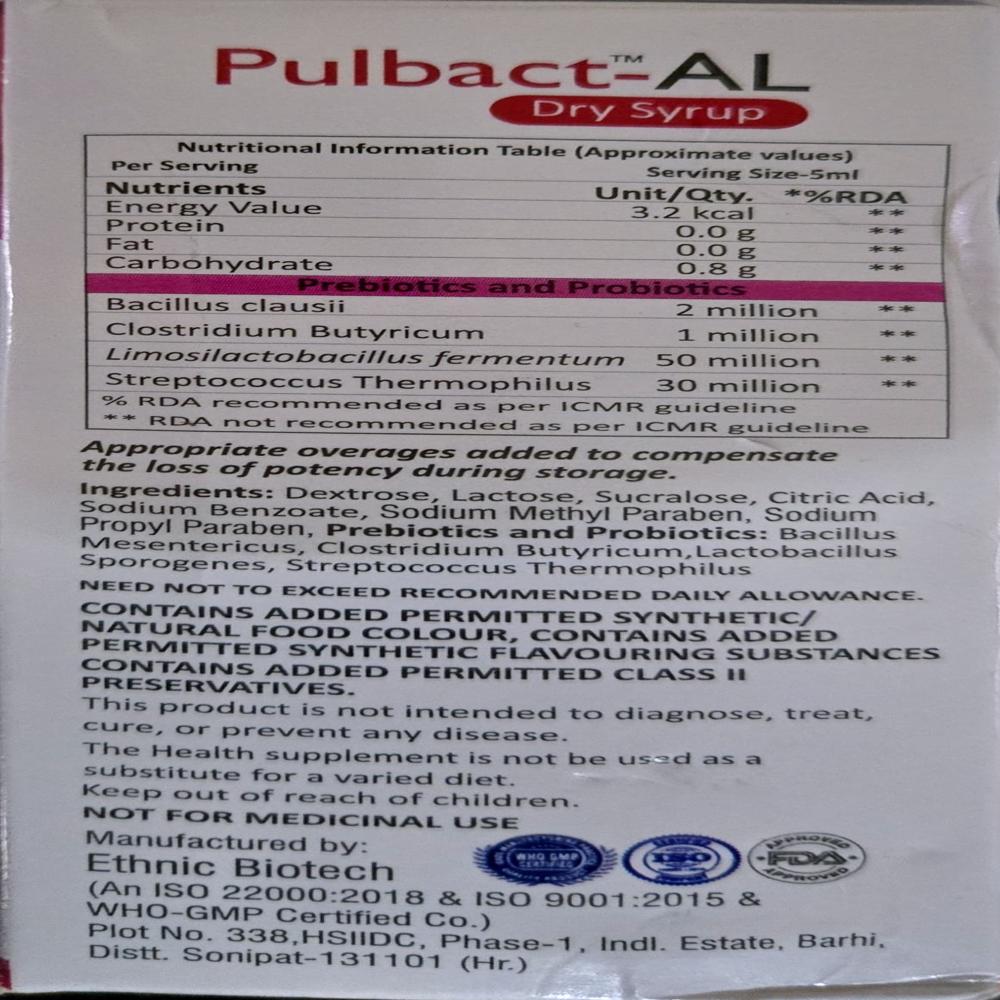 Pulbact™-AL
Dry Syrup
Nutritional Information Table (Approximate values)
Per Serving Serving Size-5ml
Nutrients Unit/Qty. *%RDA
Energy Value 3.2 kcal **
Protein 0.0 g **
Fat 0.0 g **
Carbohydrate 0.8 g **
Prebiotics and Probiotics
Bacillus clausii 2 million **
Clostridium Butyricum 1 million **
Limosilactobacillus fermentum 50 million **
Streptococcus Thermophilus 30 million **
% RDA recommended as per ICMR guideline
** RDA not recommended as per ICMR guideline
Appropriate overages added to compensate
the loss of potency during storage.
Ingredients: Dextrose, Lactose, Sucralose, Citric Acid,
Sodium Benzoate, Sodium Methyl Paraben, Sodium
Propyl Paraben, Prebiotics and Probiotics: Bacillus
Mesentericus, Clostridium Butyricum,Lactobacillus
Sporogenes, Streptococcus Thermophilus
NEED NOT TO EXCEED RECOMMENDED DAILY ALLOWANCE.
CONTAINS ADDED PERMITTED SYNTHETIC/
NATURAL FOOD COLOUR, CONTAINS ADDED
PERMITTED SYNTHETIC FLAVOURING SUBSTANCES
CONTAINS ADDED PERMITTED CLASS II
PRESERVATIVES.
This product is not intended to diagnose, treat,
cure, or prevent any disease.
The Health supplement is not be used as a
substitute for a varied diet.
Keep out of reach of children.
NOT FOR MEDICINAL USE
Manufactured by:
Ethnic Biotech
WHO GMP
CERTIFIED
ISO
APPROVED
FDA
APPROVED
(An ISO 22000:2018 & ISO 9001:2015 &
WHO-GMP Certified Co.)
Plot No. 338,HSIIDC, Phase-1, Indl. Estate, Barhi,
Distt. Sonipat-131101 (Hr.)